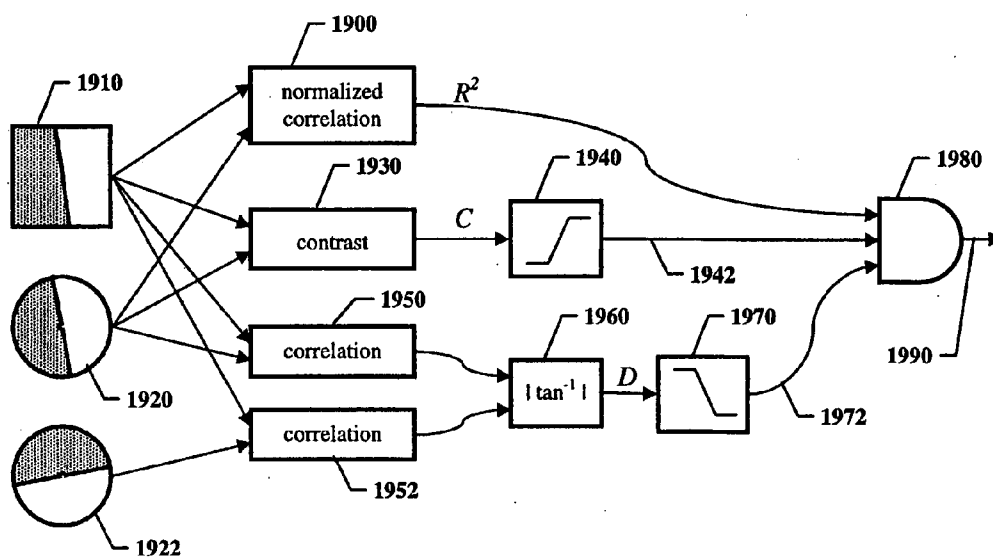 1900
1910
normalized
correlation
R²
1930
1940
1980
contrast
C
1942
1950
1960
1970
1990
correlation
| tan⁻¹ |
D
1920
1972
correlation
1952
1922